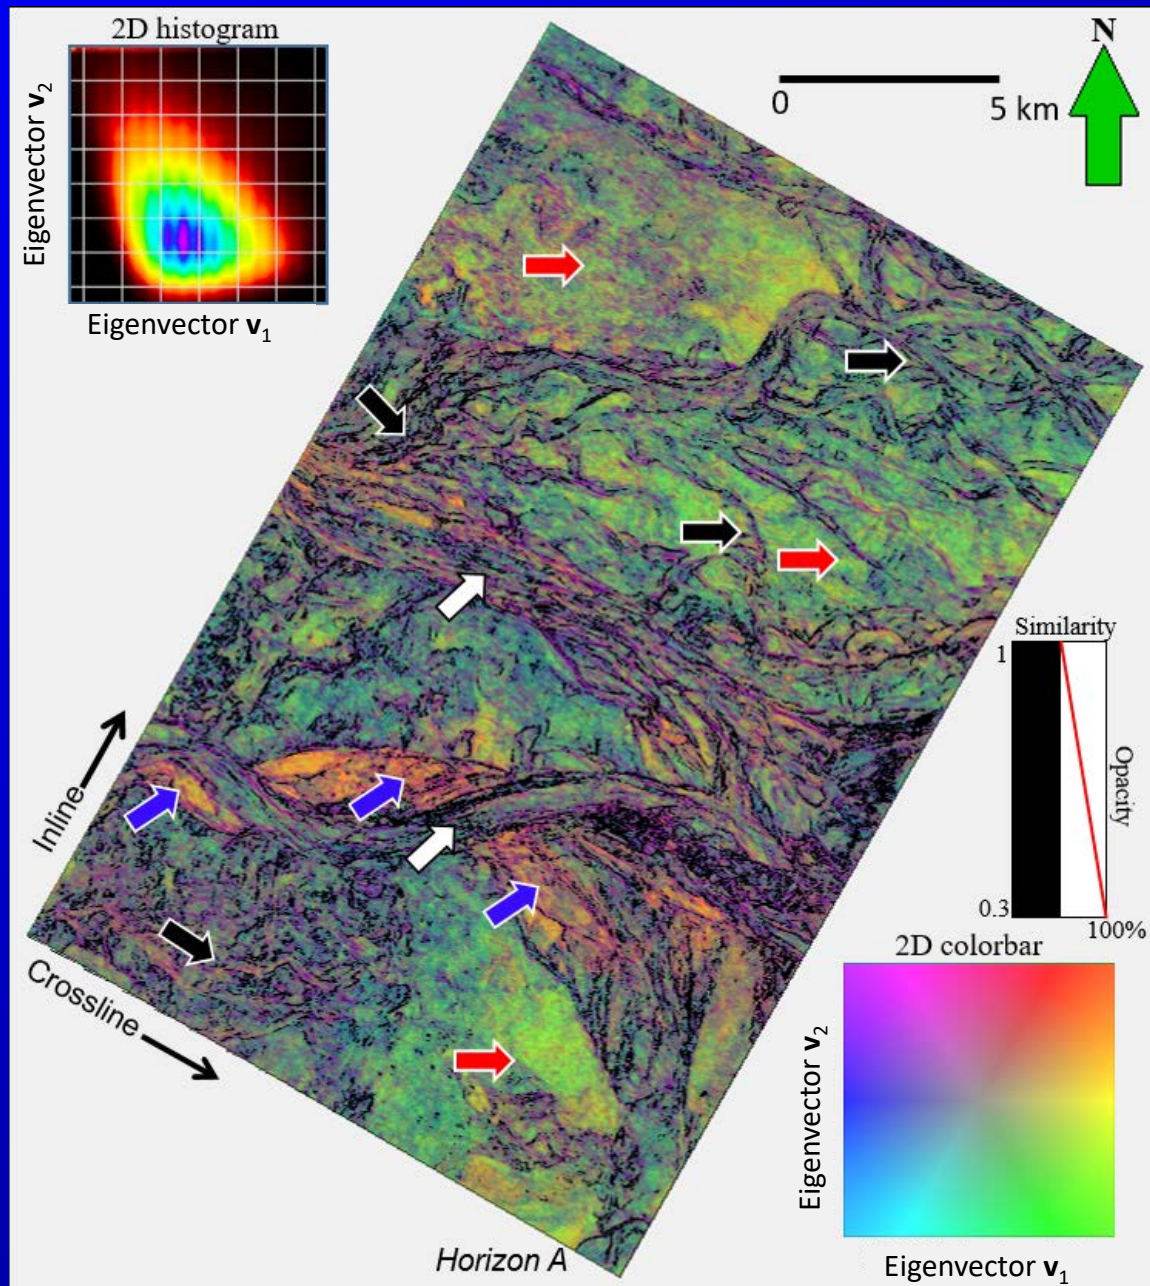 2D histogram
Eigenvector v₂
Eigenvector v₁
N
0
5 km
Similarity
1
0.3
Opacity
100%
Inline
Crossline
2D colorbar
Eigenvector v₂
Eigenvector v₁
Horizon A